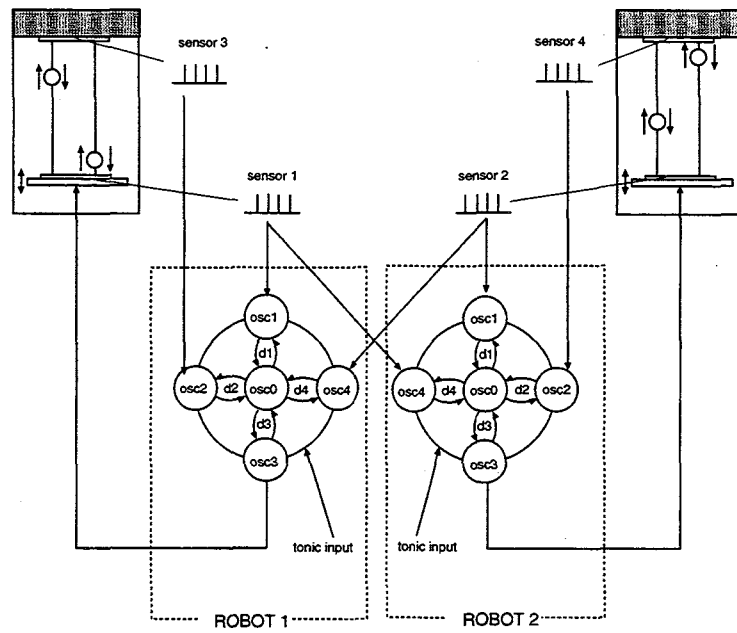 sensor 3
sensor 4
sensor 1
sensor 2
osc1
osc1
d1
d1
osc2
d2
osc0
d4
osc4
osc4
d4
osc0
d2
osc2
d3
d3
osc3
osc3
tonic input
tonic input
ROBOT 1
ROBOT 2